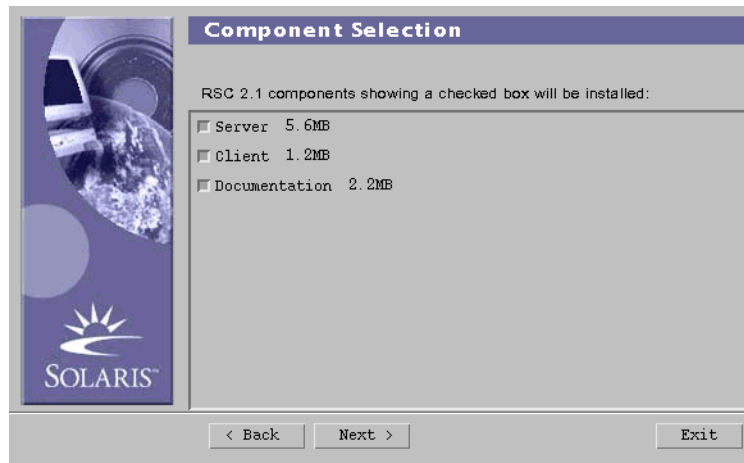 Component Selection
RSC 2.1 components showing a checked box will be installed:
Server 5.6MB
Client 1.2MB
Documentation 2.2MB
SOLARIS™
< Back
Next >
Exit